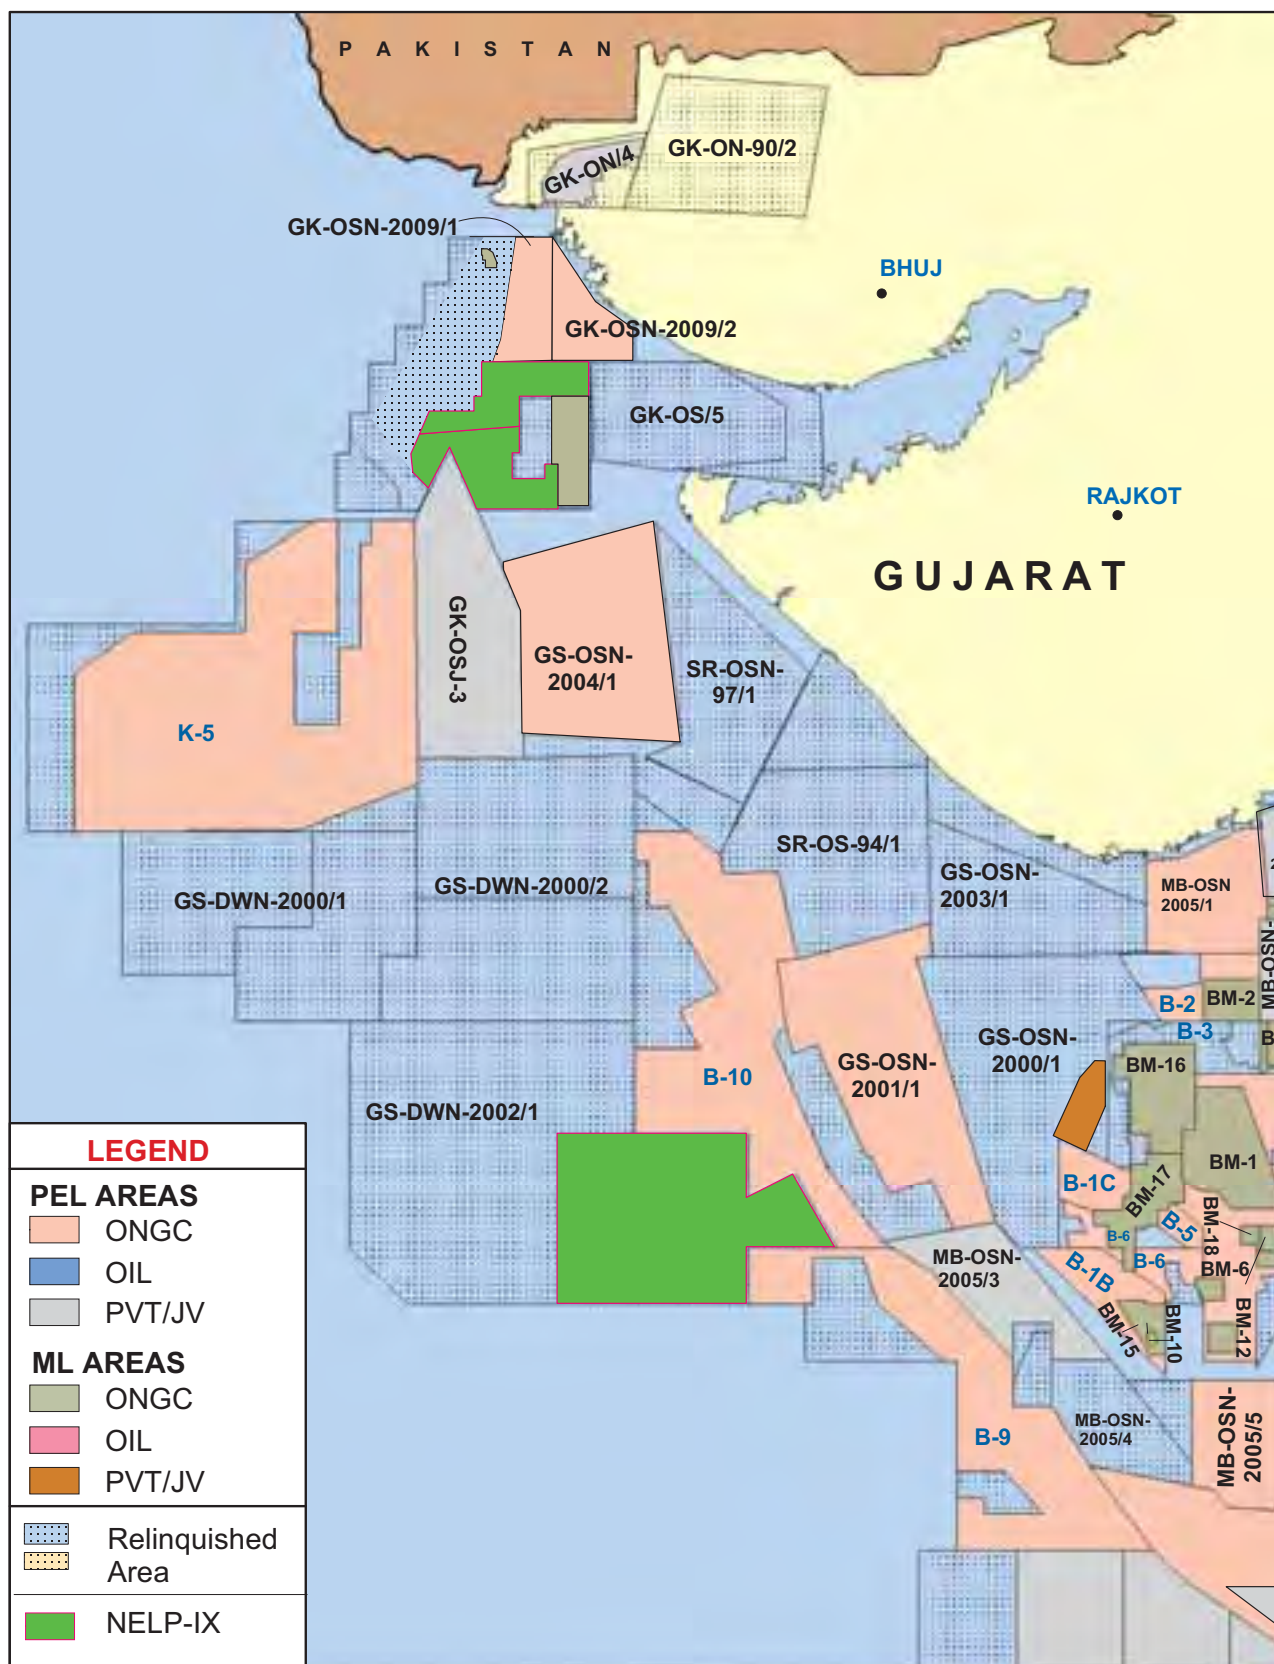 PAKISTAN
GK-ON/4
GK-ON-90/2
GK-OSN-2009/1
BHUJ
GK-OSN-2009/2
GK-OS/5
RAJKOT
GUJARAT
GK-OSJ-3
GS-OSN-
2004/1
SR-OSN-
97/1
K-5
SR-OS-94/1
GS-DWN-2000/1
GS-DWN-2000/2
GS-OSN-
2003/1
MB-OSN
2005/1
2
MB-OSN-
B-2
BM-2
B-3
B
GS-OSN-
2000/1
BM-16
B-10
GS-OSN-
2001/1
GS-DWN-2002/1
BM-1
B-1C
BM-17
B-5
BM-18
B-6
B-6
BM-6
MB-OSN-
2005/3
B-1B
BM-15
BM-10
BM-12
B-9
MB-OSN-
2005/4
MB-OSN-
2005/5
LEGEND
PEL AREAS
ONGC
OIL
PVT/JV
ML AREAS
ONGC
OIL
PVT/JV
Relinquished
Area
NELP-IX